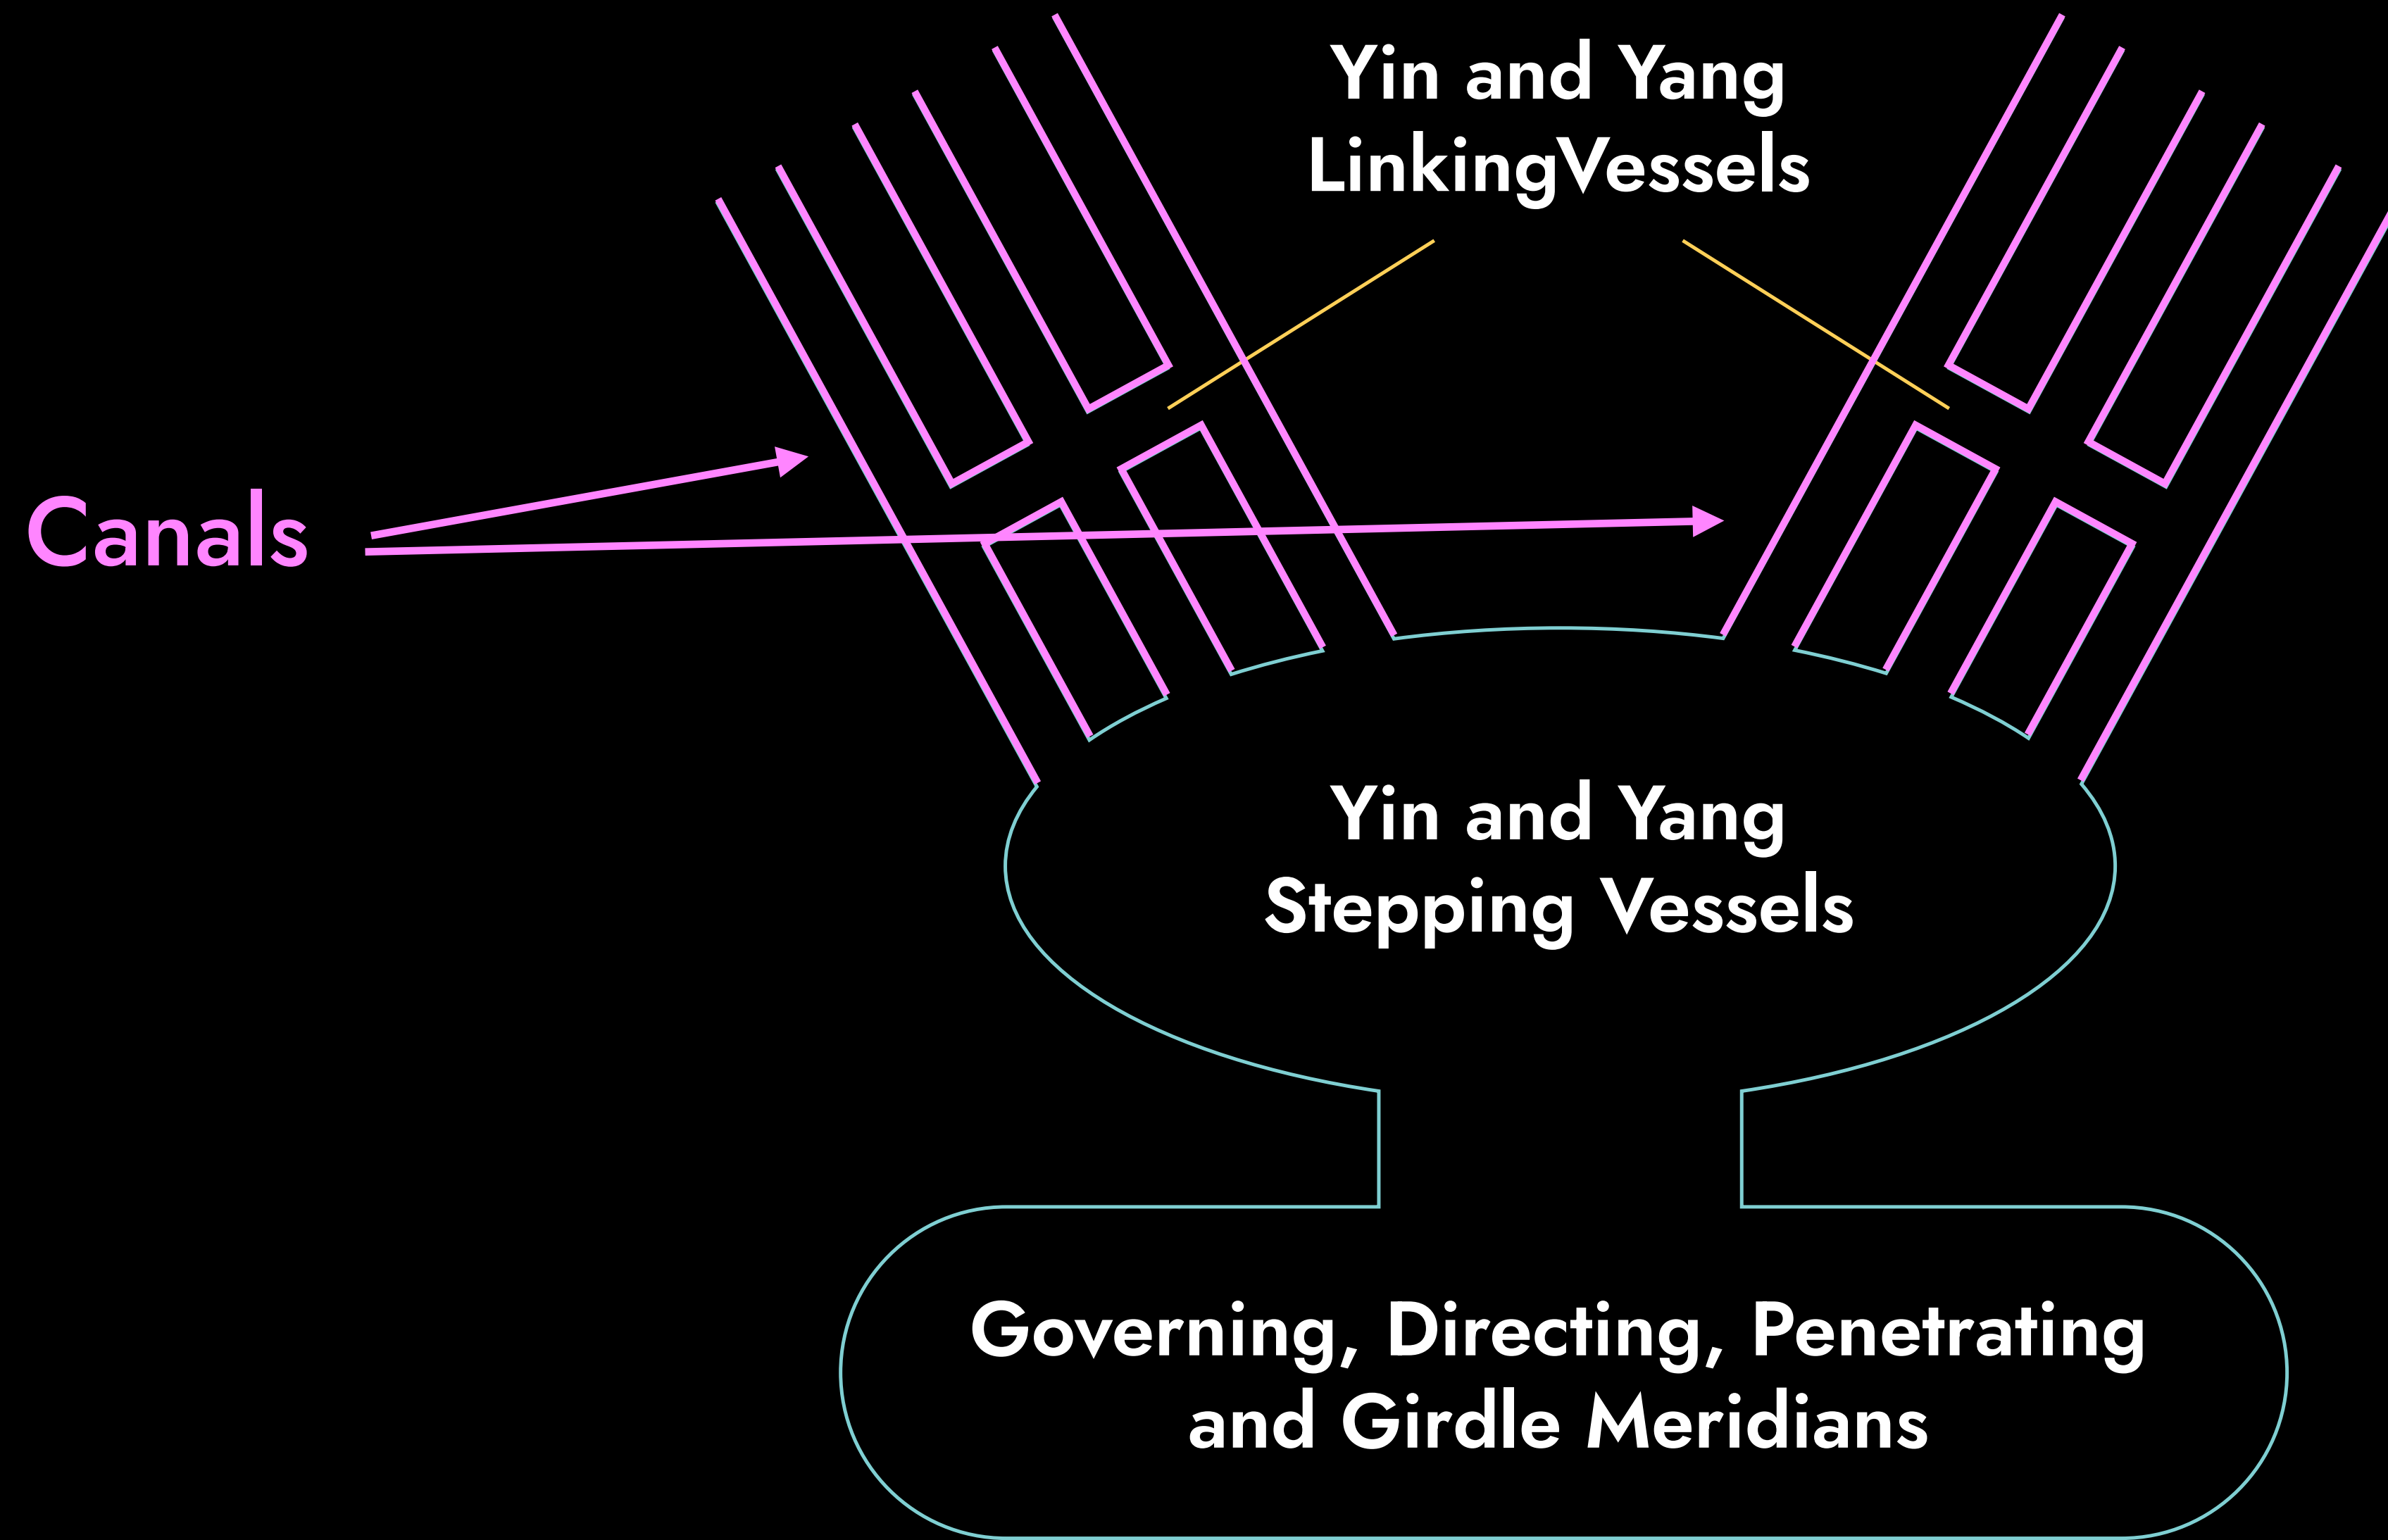 Yin and Yang
LinkingVessels
Canals
Yin and Yang
Stepping Vessels
Governing, Directing, Penetrating
and Girdle Meridians